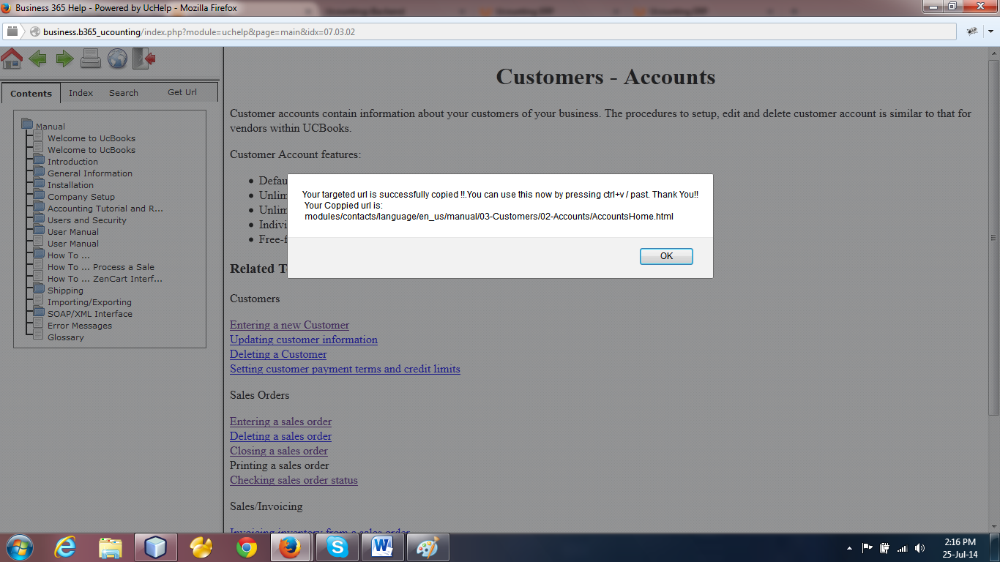 Business 365 Help - Powered by UcHelp - Mozilla Firefox
business.b365_ucounting/index.php?module=uchelp&page=main&idx=07.03.02
Contents Index Search Get Url
Manual
Welcome to UcBooks
Welcome to UcBooks
Introduction
General Information
Installation
Company Setup
Accounting Tutorial and R...
Users and Security
User Manual
User Manual
How To ...
How To ... Process a Sale
How To ... ZenCart Interf...
Shipping
Importing/Exporting
SOAP/XML Interface
Error Messages
Glossary
Customers - Accounts
Customer accounts contain information about your customers of your business. The procedures to setup, edit and delete customer account is similar to that for
vendors within UCBooks.
Customer Account features:
Defau
Unlim
Unlim
Indivi
Free-f
Your targeted url is successfully copied !!.You can use this now by pressing ctrl+v / past. Thank You!!
Your Coppied url is:
modules/contacts/language/en_us/manual/03-Customers/02-Accounts/AccountsHome.html
OK
Related T
Customers
Entering a new Customer
Updating customer information
Deleting a Customer
Setting customer payment terms and credit limits
Sales Orders
Entering a sales order
Deleting a sales order
Closing a sales order
Printing a sales order
Checking sales order status
Sales/Invoicing
Invoicing inventory from a sales order
2:16 PM
25-Jul-14